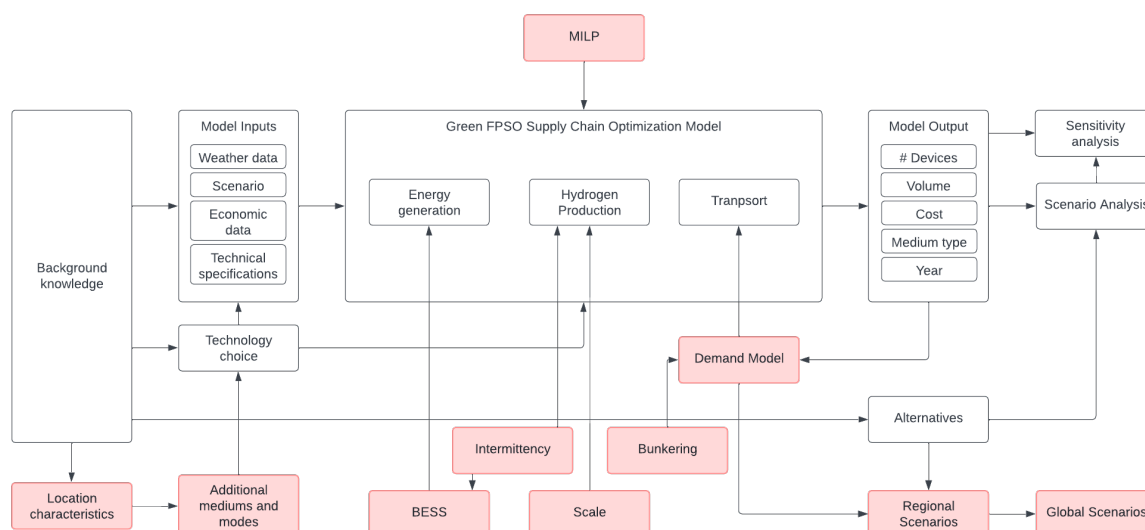 MILP
Model Inputs
Green FPSO Supply Chain Optimization Model
Model Output
Sensitivity
analysis
Weather data
Scenario
Economic
data
Technical
specifications
Energy
generation
Hydrogen
Production
Tranpsort
# Devices
Volume
Cost
Medium type
Year
Scenario Analysis
Background
knowledge
Technology
choice
Demand Model
Alternatives
Intermittency
Bunkering
Location
characteristics
Additional
mediums and
modes
BESS
Scale
Regional
Scenarios
Global Scenarios